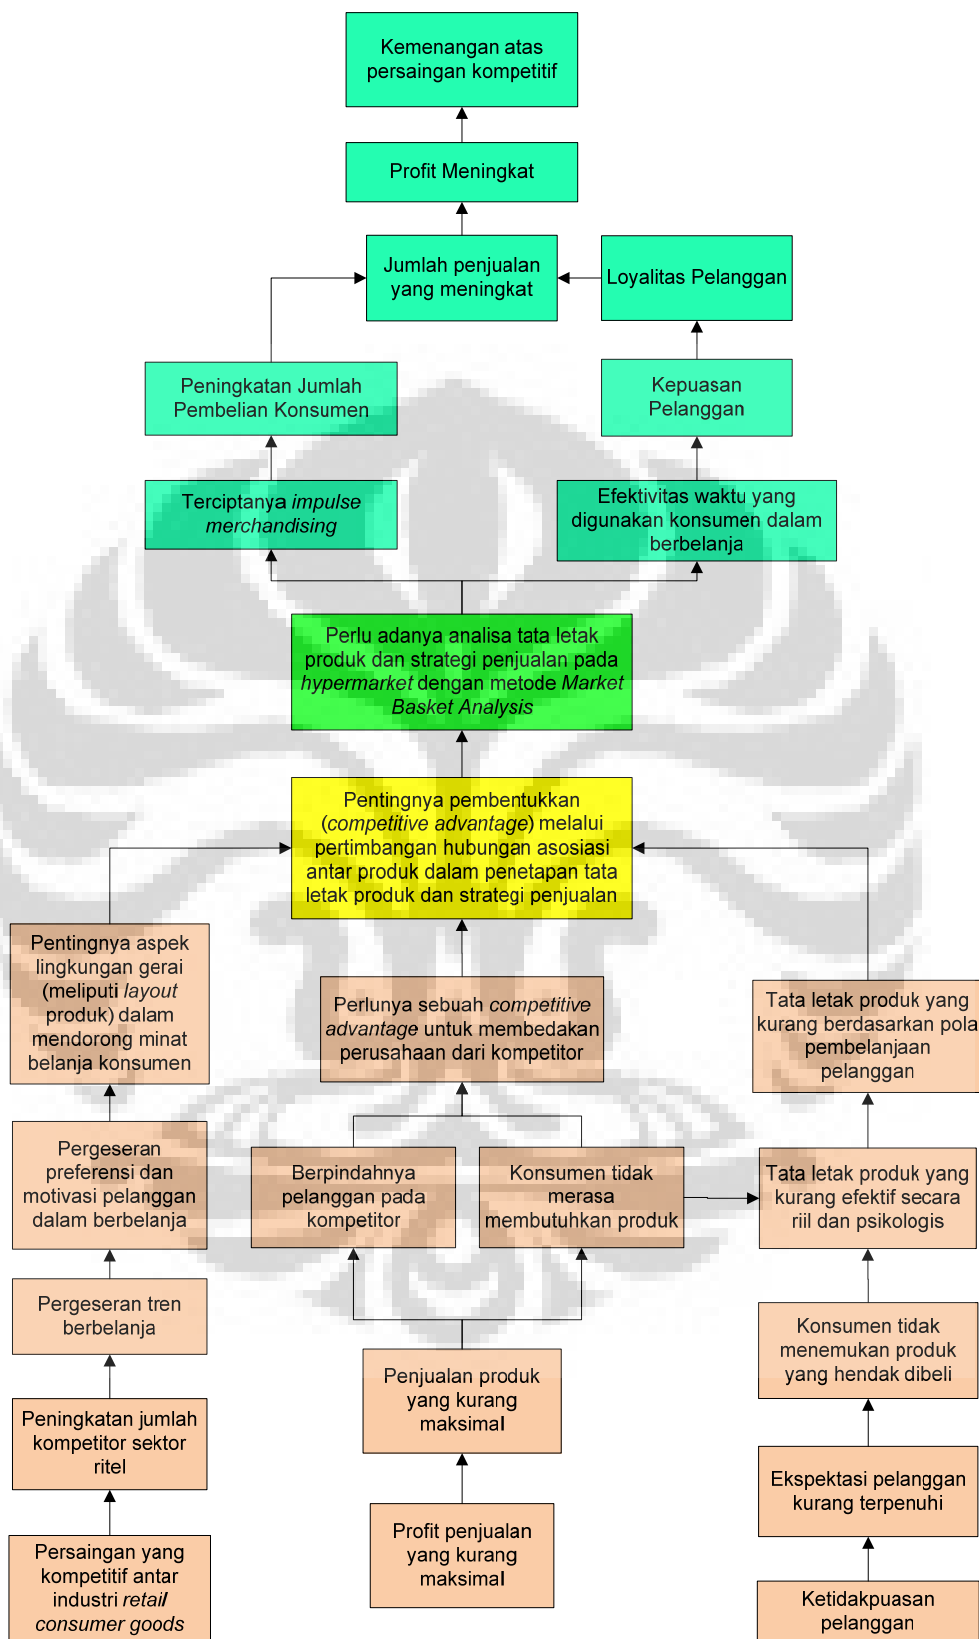 Kemenangan atas
persaingan kompetitif
Profit Meningkat
Jumlah penjualan
yang meningkat
Loyalitas Pelanggan
Peningkatan Jumlah
Pembelian Konsumen
Kepuasan
Pelanggan
Terciptanya impulse
merchandising
Efektivitas waktu yang
digunakan konsumen dalam
berbelanja
Perlu adanya analisa tata letak
produk dan strategi penjualan pada
hypermarket dengan metode Market
Basket Analysis
Pentingnya pembentukkan
(competitive advantage) melalui
pertimbangan hubungan asosiasi
antar produk dalam penetapan tata
letak produk dan strategi penjualan
Pentingnya aspek
lingkungan gerai
(meliputi layout
produk) dalam
mendorong minat
belanja konsumen
Perlunya sebuah competitive
advantage untuk membedakan
perusahaan dari kompetitor
Tata letak produk yang
kurang berdasarkan pola
pembelanjaan
pelanggan
Pergeseran
preferensi dan
motivasi pelanggan
dalam berbelanja
Berpindahnya
pelanggan pada
kompetitor
Konsumen tidak
merasa
membutuhkan produk
Tata letak produk yang
kurang efektif secara
riil dan psikologis
Pergeseran tren
berbelanja
Penjualan produk
yang kurang
maksimal
Konsumen tidak
menemukan produk
yang hendak dibeli
Peningkatan jumlah
kompetitor sektor
ritel
Profit penjualan
yang kurang
maksimal
Ekspektasi pelanggan
kurang terpenuhi
Persaingan yang
kompetitif antar
industri retail
consumer goods
Ketidakpuasan
pelanggan